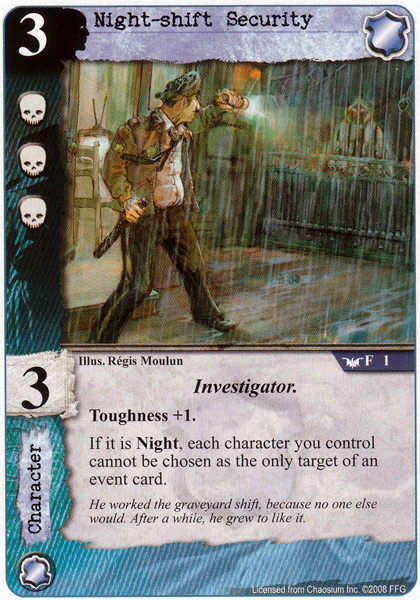 3
Night-shift Security
Illus. Régis Moulun
F 1
3
Character
Investigator.
Toughness +1.
If it is Night, each character you control
cannot be chosen as the only target of an
event card.
He worked the graveyard shift, because no one else
would. After a while, he grew to like it.
Licensed from Chaosium Inc. ©2008 FFG